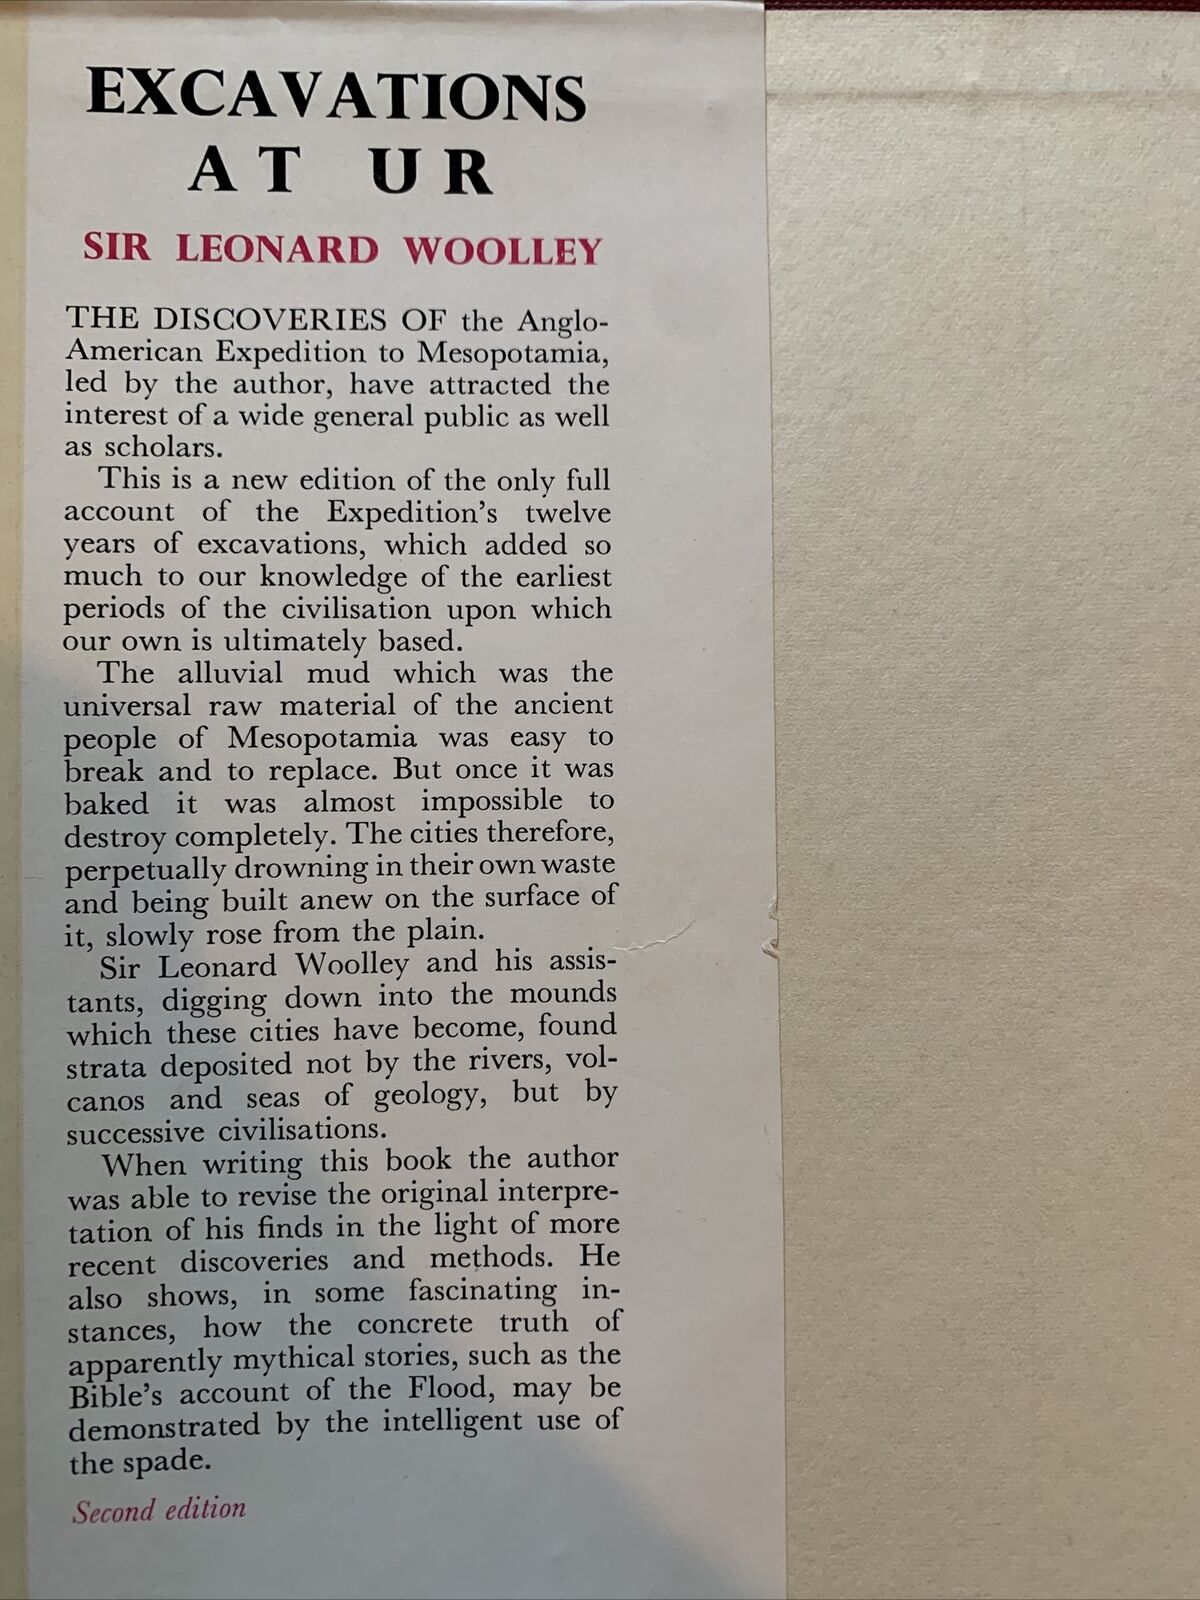 EXCAVATIONS
AT UR
SIR LEONARD WOOLLEY
THE DISCOVERIES OF the Anglo-
American Expedition to Mesopotamia,
led by the author, have attracted the
interest of a wide general public as well
as scholars.
This is a new edition of the only full
account of the Expedition's twelve
years of excavations, which added so
much to our knowledge of the earliest
periods of the civilisation upon which
our own is ultimately based.
The alluvial mud which was the
universal raw material of the ancient
people of Mesopotamia was easy to
break and to replace. But once it was
baked it was almost impossible to
destroy completely. The cities therefore,
perpetually drowning in their own waste
and being built anew on the surface of
it, slowly rose from the plain.
Sir Leonard Woolley and his assis-
tants, digging down into the mounds
which these cities have become, found
strata deposited not by the rivers, vol-
canos and seas of geology, but by
successive civilisations.
When writing this book the author
was able to revise the original interpre-
tation of his finds in the light of more
recent discoveries and methods. He
also shows, in some fascinating in-
stances, how the concrete truth of
apparently mythical stories, such as the
Bible's account of the Flood, may be
demonstrated by the intelligent use of
the spade.
Second edition